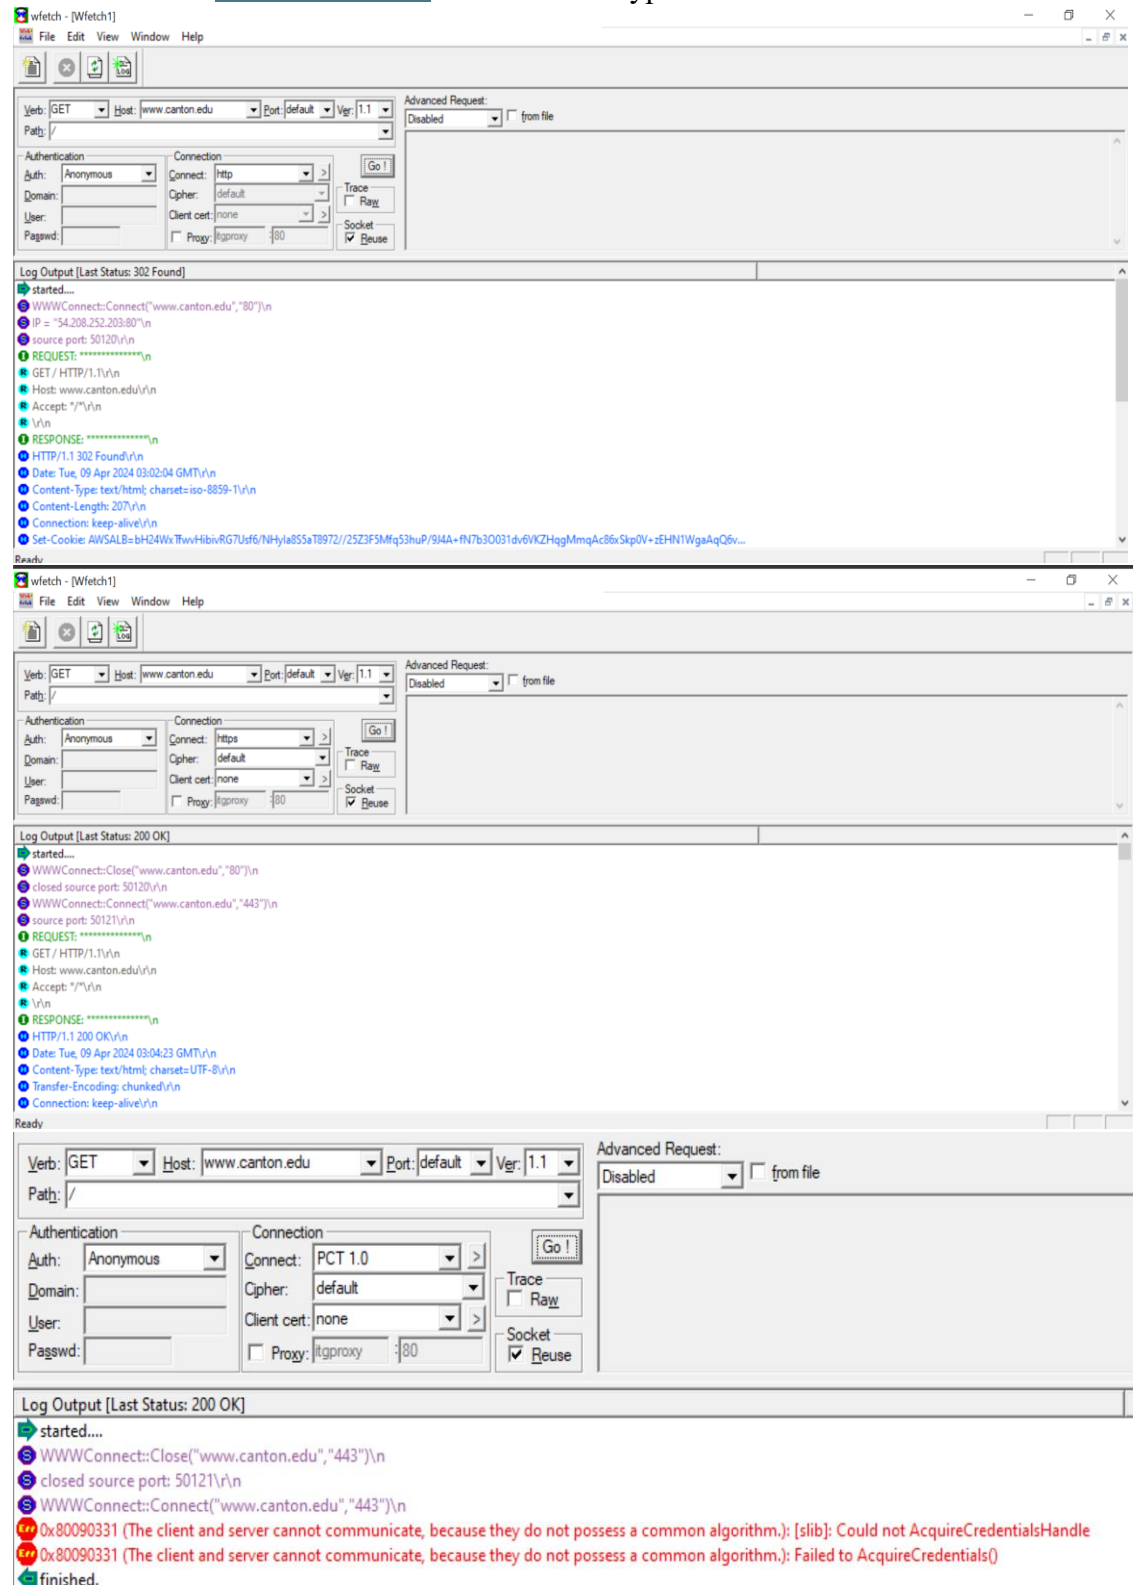 yp
wfetch - [Wfetch1]
File Edit View Window Help
LOG
Verb: GET Host: www.canton.edu Port: default Ver: 1.1 Advanced Request:
Disabled from file
Path: /
Authentication Connection Go !
Auth: Anonymous Connect: http > Trace
Domain: Cipher: default Raw
User: Client cert: none > Socket
Passwd: Proxy: itgproxy :80 Reuse
Log Output [Last Status: 302 Found]
started....
WWWConnect::Connect("www.canton.edu","80")\n
IP = "54.208.252.203:80"\n
source port: 50120\r\n
REQUEST: **************\n
GET / HTTP/1.1\r\n
Host: www.canton.edu\r\n
Accept: */*\r\n
\r\n
RESPONSE: **************\n
HTTP/1.1 302 Found\r\n
Date: Tue, 09 Apr 2024 03:02:04 GMT\r\n
Content-Type: text/html; charset=iso-8859-1\r\n
Content-Length: 207\r\n
Connection: keep-alive\r\n
Set-Cookie:
Ready
wfetch - [Wfetch1]
File Edit View Window Help
LOG
Verb: GET Host: www.canton.edu Port: default Ver: 1.1 Advanced Request:
Disabled from file
Path: /
Authentication Connection Go !
Auth: Anonymous Connect: https > Trace
Domain: Cipher: default Raw
User: Client cert: none > Socket
Passwd: Proxy: itgproxy :80 Reuse
Log Output [Last Status: 200 OK]
started....
WWWConnect::Close("www.canton.edu","80")\n
closed source port: 50120\r\n
WWWConnect::Connect("www.canton.edu","443")\n
source port: 50121\r\n
REQUEST: **************\n
GET / HTTP/1.1\r\n
Host: www.canton.edu\r\n
Accept: */*\r\n
\r\n
RESPONSE: **************\n
HTTP/1.1 200 OK\r\n
Date: Tue, 09 Apr 2024 03:04:23 GMT\r\n
Content-Type: text/html; charset=UTF-8\r\n
Transfer-Encoding: chunked\r\n
Connection: keep-alive\r\n
Ready
Verb: GET Host: www.canton.edu Port: default Ver: 1.1 Advanced Request:
Disabled from file
Path: /
Authentication Connection Go !
Auth: Anonymous Connect: PCT 1.0 > Trace
Domain: Cipher: default Raw
User: Client cert: none > Socket
Passwd: Proxy: itgproxy :80 Reuse
Log Output [Last Status: 200 OK]
started....
WWWConnect::Close("www.canton.edu","443")\n
closed source port: 50121\r\n
WWWConnect::Connect("www.canton.edu","443")\n
0x80090331 (The client and server cannot communicate, because they do not possess a common algorithm.): [slib]: Could not AcquireCredentialsHandle
0x80090331 (The client and server cannot communicate, because they do not possess a common algorithm.): Failed to AcquireCredentials()
finished.